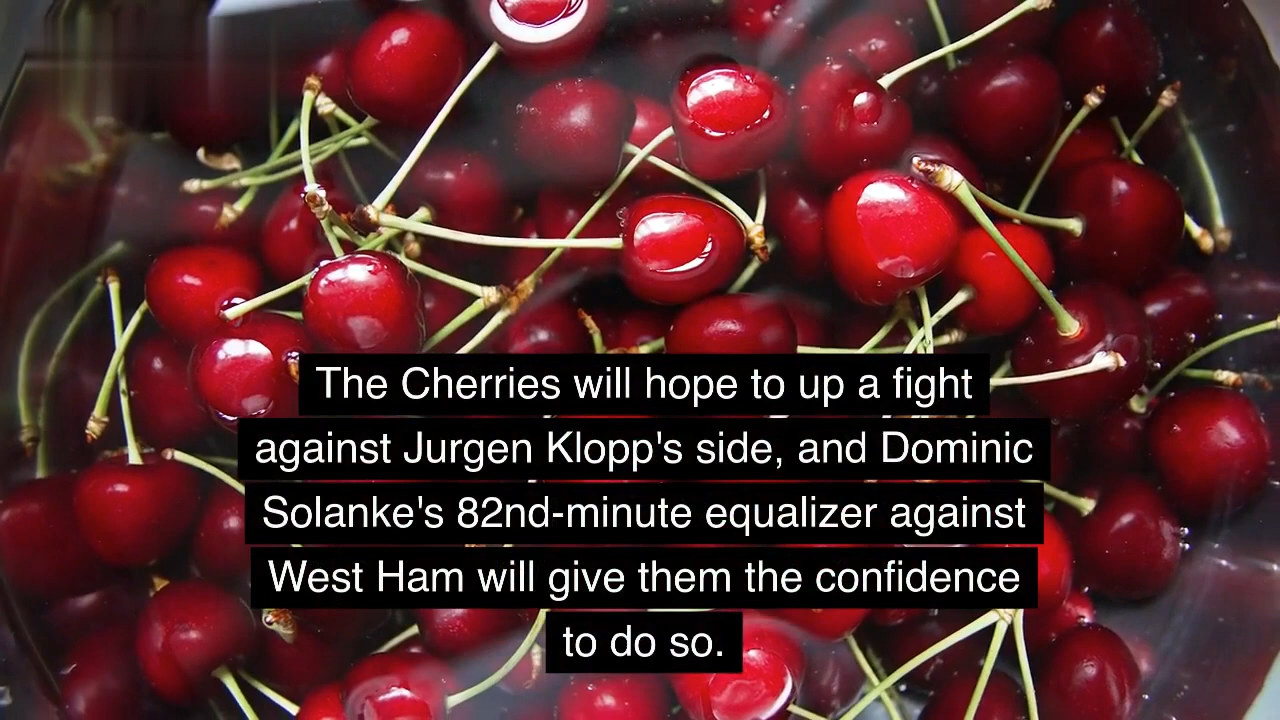 The Cherries will hope to up a fight
against Jurgen Klopp's side, and Dominic
Solanke's 82nd-minute equalizer against
West Ham will give them the confidence
to do so.